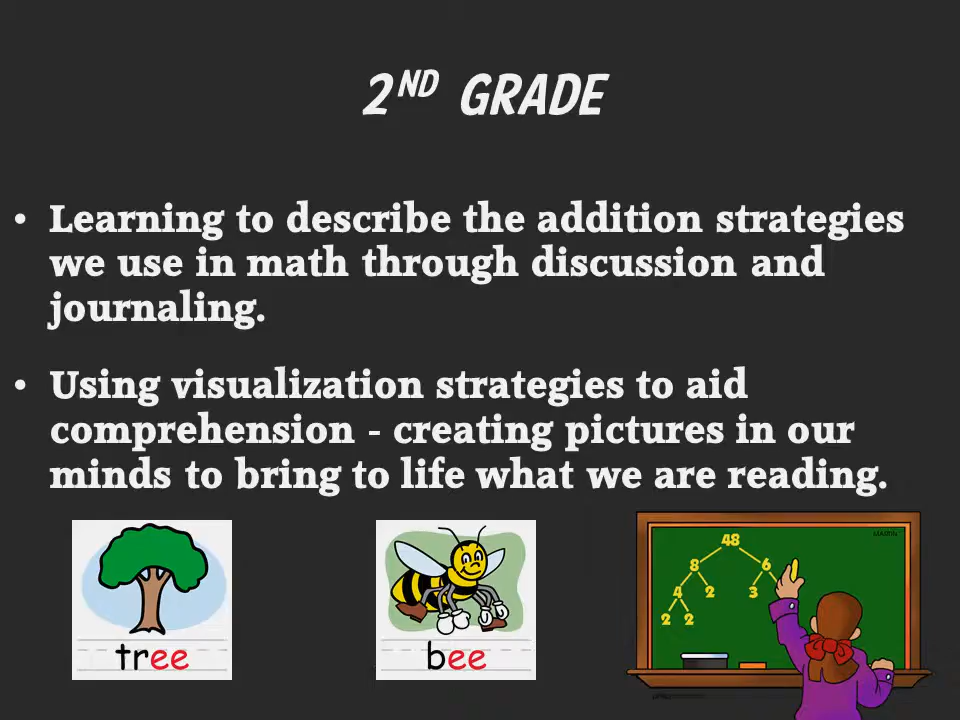 2ND GRADE
• Learning to describe the addition strategies
we use in math through discussion and
journaling.
• Using visualization strategies to aid
comprehension - creating pictures in our
minds to bring to life what we are reading.
tree
bee
MARTIN
48
8 6
4 2 3
2 2